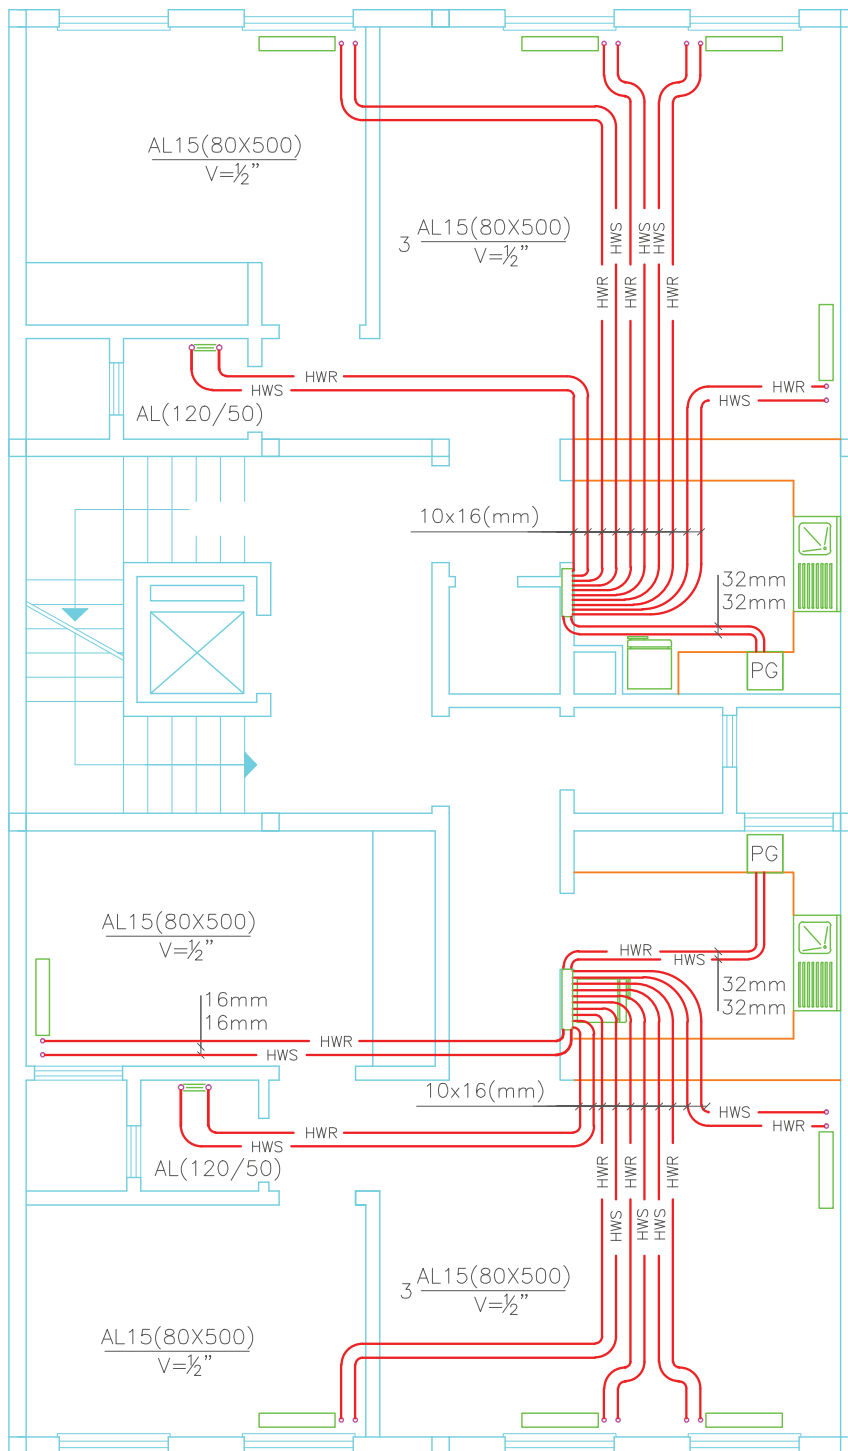 AL15(80X500)
V=½"
3 AL15(80X500)
V=½"
HWS
HWS
HWS
HWR
HWR
HWR
HWR
HWS
HWR
HWS
AL(120/50)
10x16(mm)
32mm
32mm
PG
PG
AL15(80X500)
V=½"
HWR
HWS
32mm
32mm
16mm
16mm
HWR
HWS
10x16(mm)
HWS
HWR
HWR
HWS
AL(120/50)
HWR
HWR
HWR
HWS
HWS
HWS
3 AL15(80X500)
V=½"
AL15(80X500)
V=½"